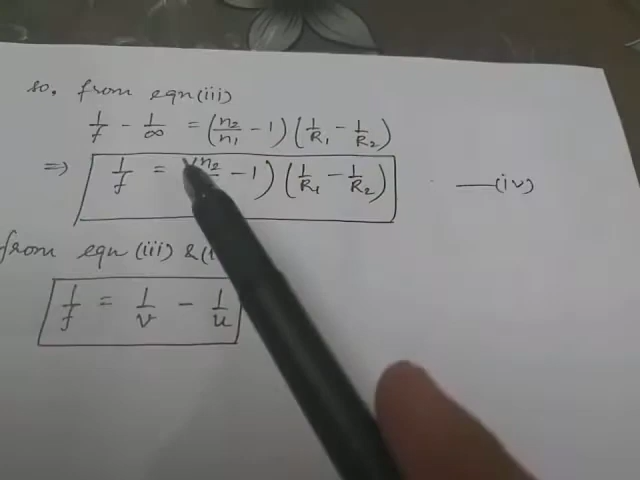 so. from eqn(iii)
1/f - 1/∞ = (n₂/n₁ - 1) (1/R₁ - 1/R₂)
⇒ 1/f = (n₂/ - 1) (1/R₁ - 1/R₂) —(iv)
from eqn (iii) &
1/f = 1/v - 1/u